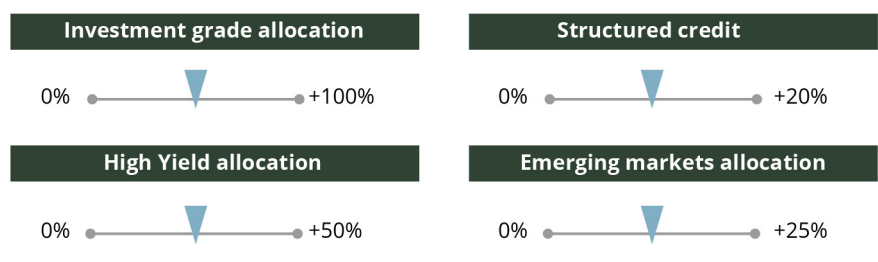 Investment grade allocation
0%
+100%
Structured credit
0%
+20%
High Yield allocation
0%
+50%
Emerging markets allocation
0%
+25%